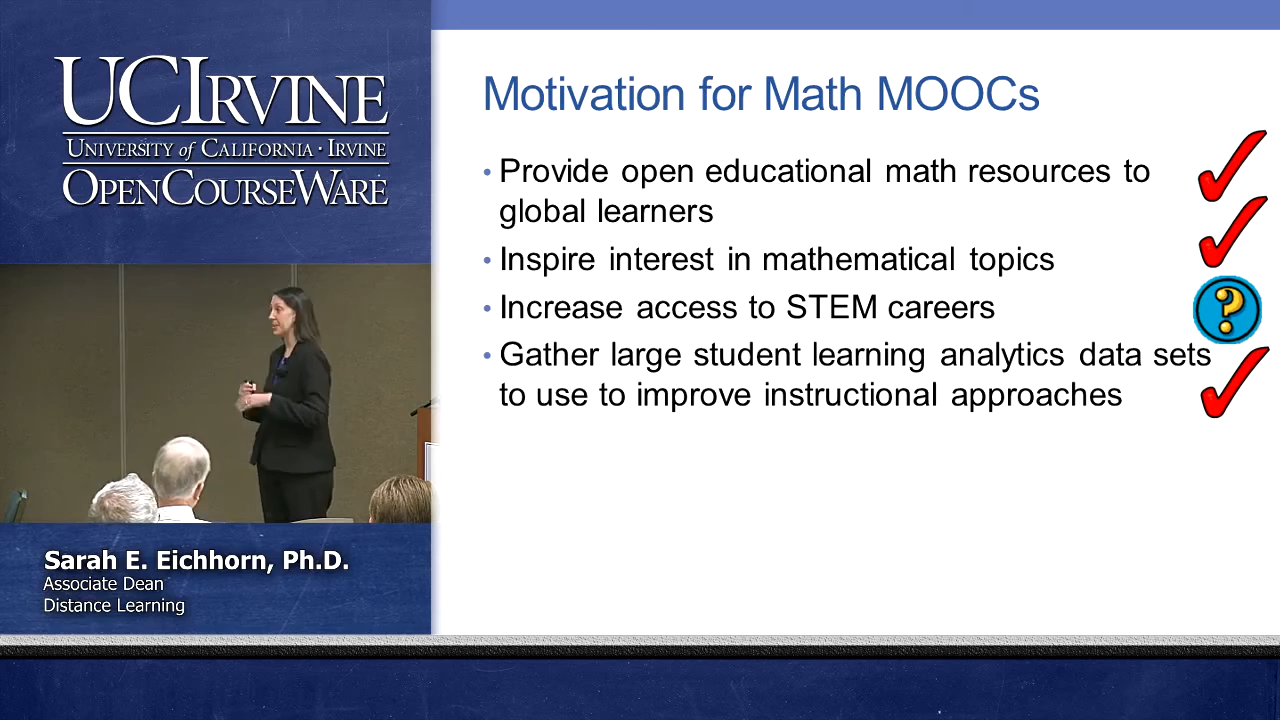 UCIRVINE
UNIVERSITY of CALIFORNIA · IRVINE
OPENCOURSEWARE
Motivation for Math MOOCs
• Provide open educational math resources to
global learners
• Inspire interest in mathematical topics
• Increase access to STEM careers
?
• Gather large student learning analytics data sets
to use to improve instructional approaches
Sarah E. Eichhorn, Ph.D.
Associate Dean
Distance Learning